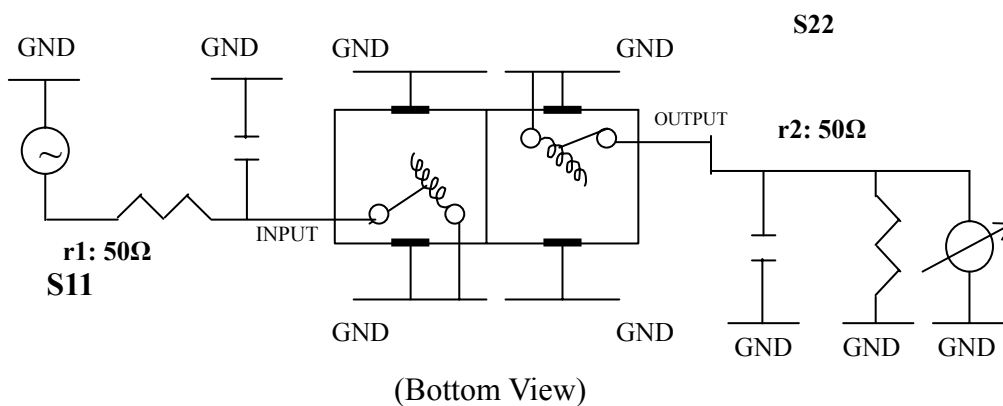 S22
GND
GND
GND
GND
OUTPUT
r2: 50Ω
~
INPUT
r1: 50Ω
S11
GND
GND
GND
GND
GND
(Bottom View)